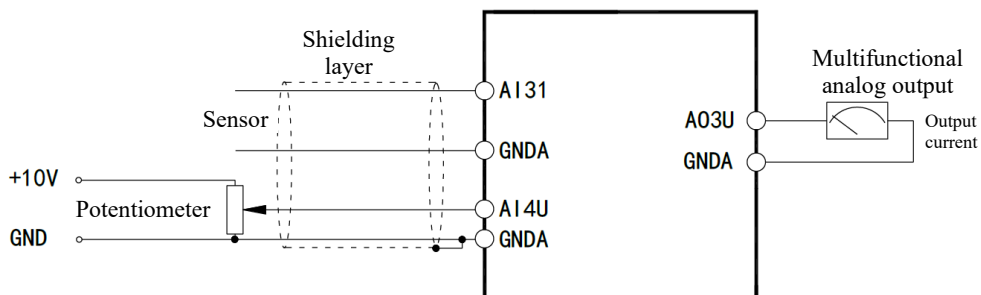 Shielding
layer
AI31
Sensor
GNDA
+10V
Potentiometer
AI4U
GND
GNDA
Multifunctional
analog output
AO3U
Output
current
GNDA